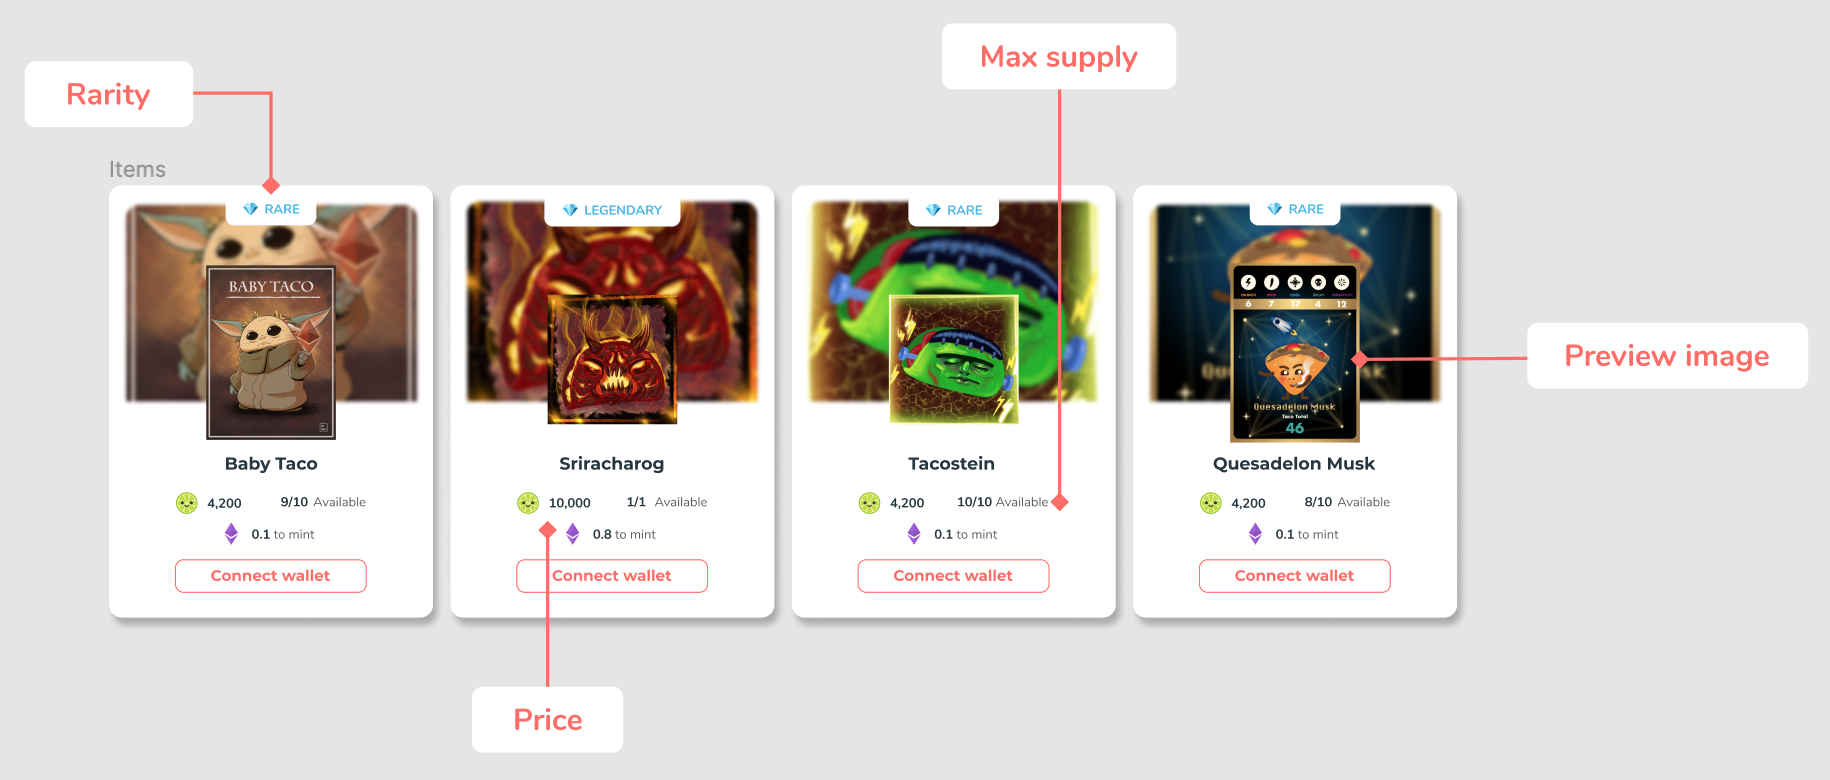 Max supply
Rarity
Items
RARE
LEGENDARY
RARE
RARE
BABY TACO
6 7 17 4 12
Quesadelon Musk
Taco Total
46
Preview image
Baby Taco
4,200 9/10 Available
0.1 to mint
Connect wallet
Sriracharog
10,000 1/1 Available
0.8 to mint
Connect wallet
Tacostein
4,200 10/10 Available
0.1 to mint
Connect wallet
Quesadelon Musk
4,200 8/10 Available
0.1 to mint
Connect wallet
Price